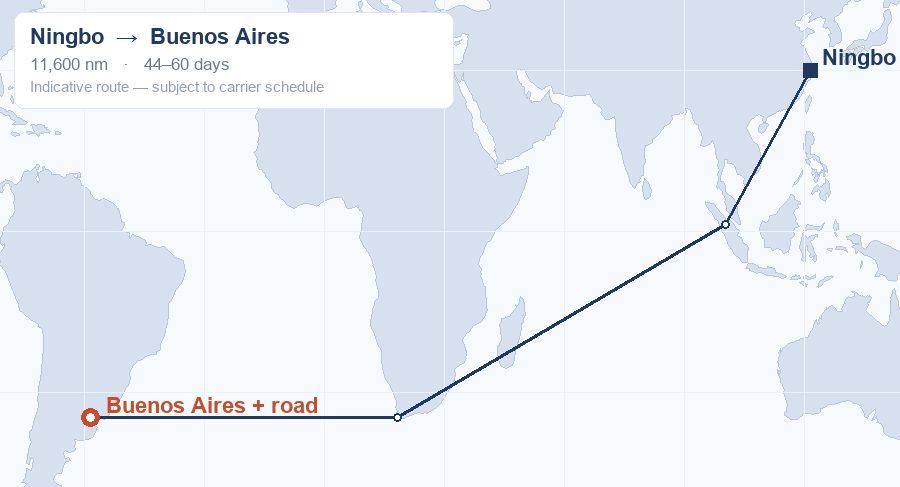 Ningbo → Buenos Aires
11,600 nm · 44–60 days
Indicative route — subject to carrier schedule
Ningbo
Buenos Aires + road